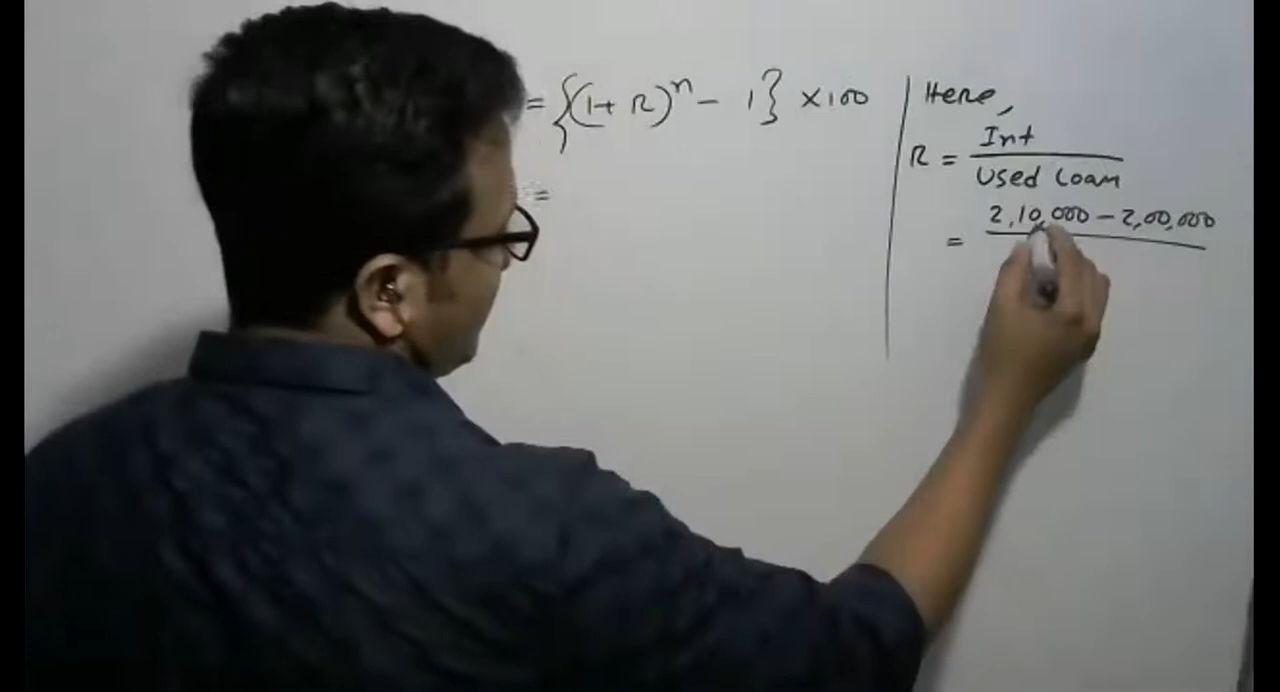 = {(1+ R)^n - 1} ×100
=
Here,
R = Int / Used Loan
= 2,10,000 - 2,00,000